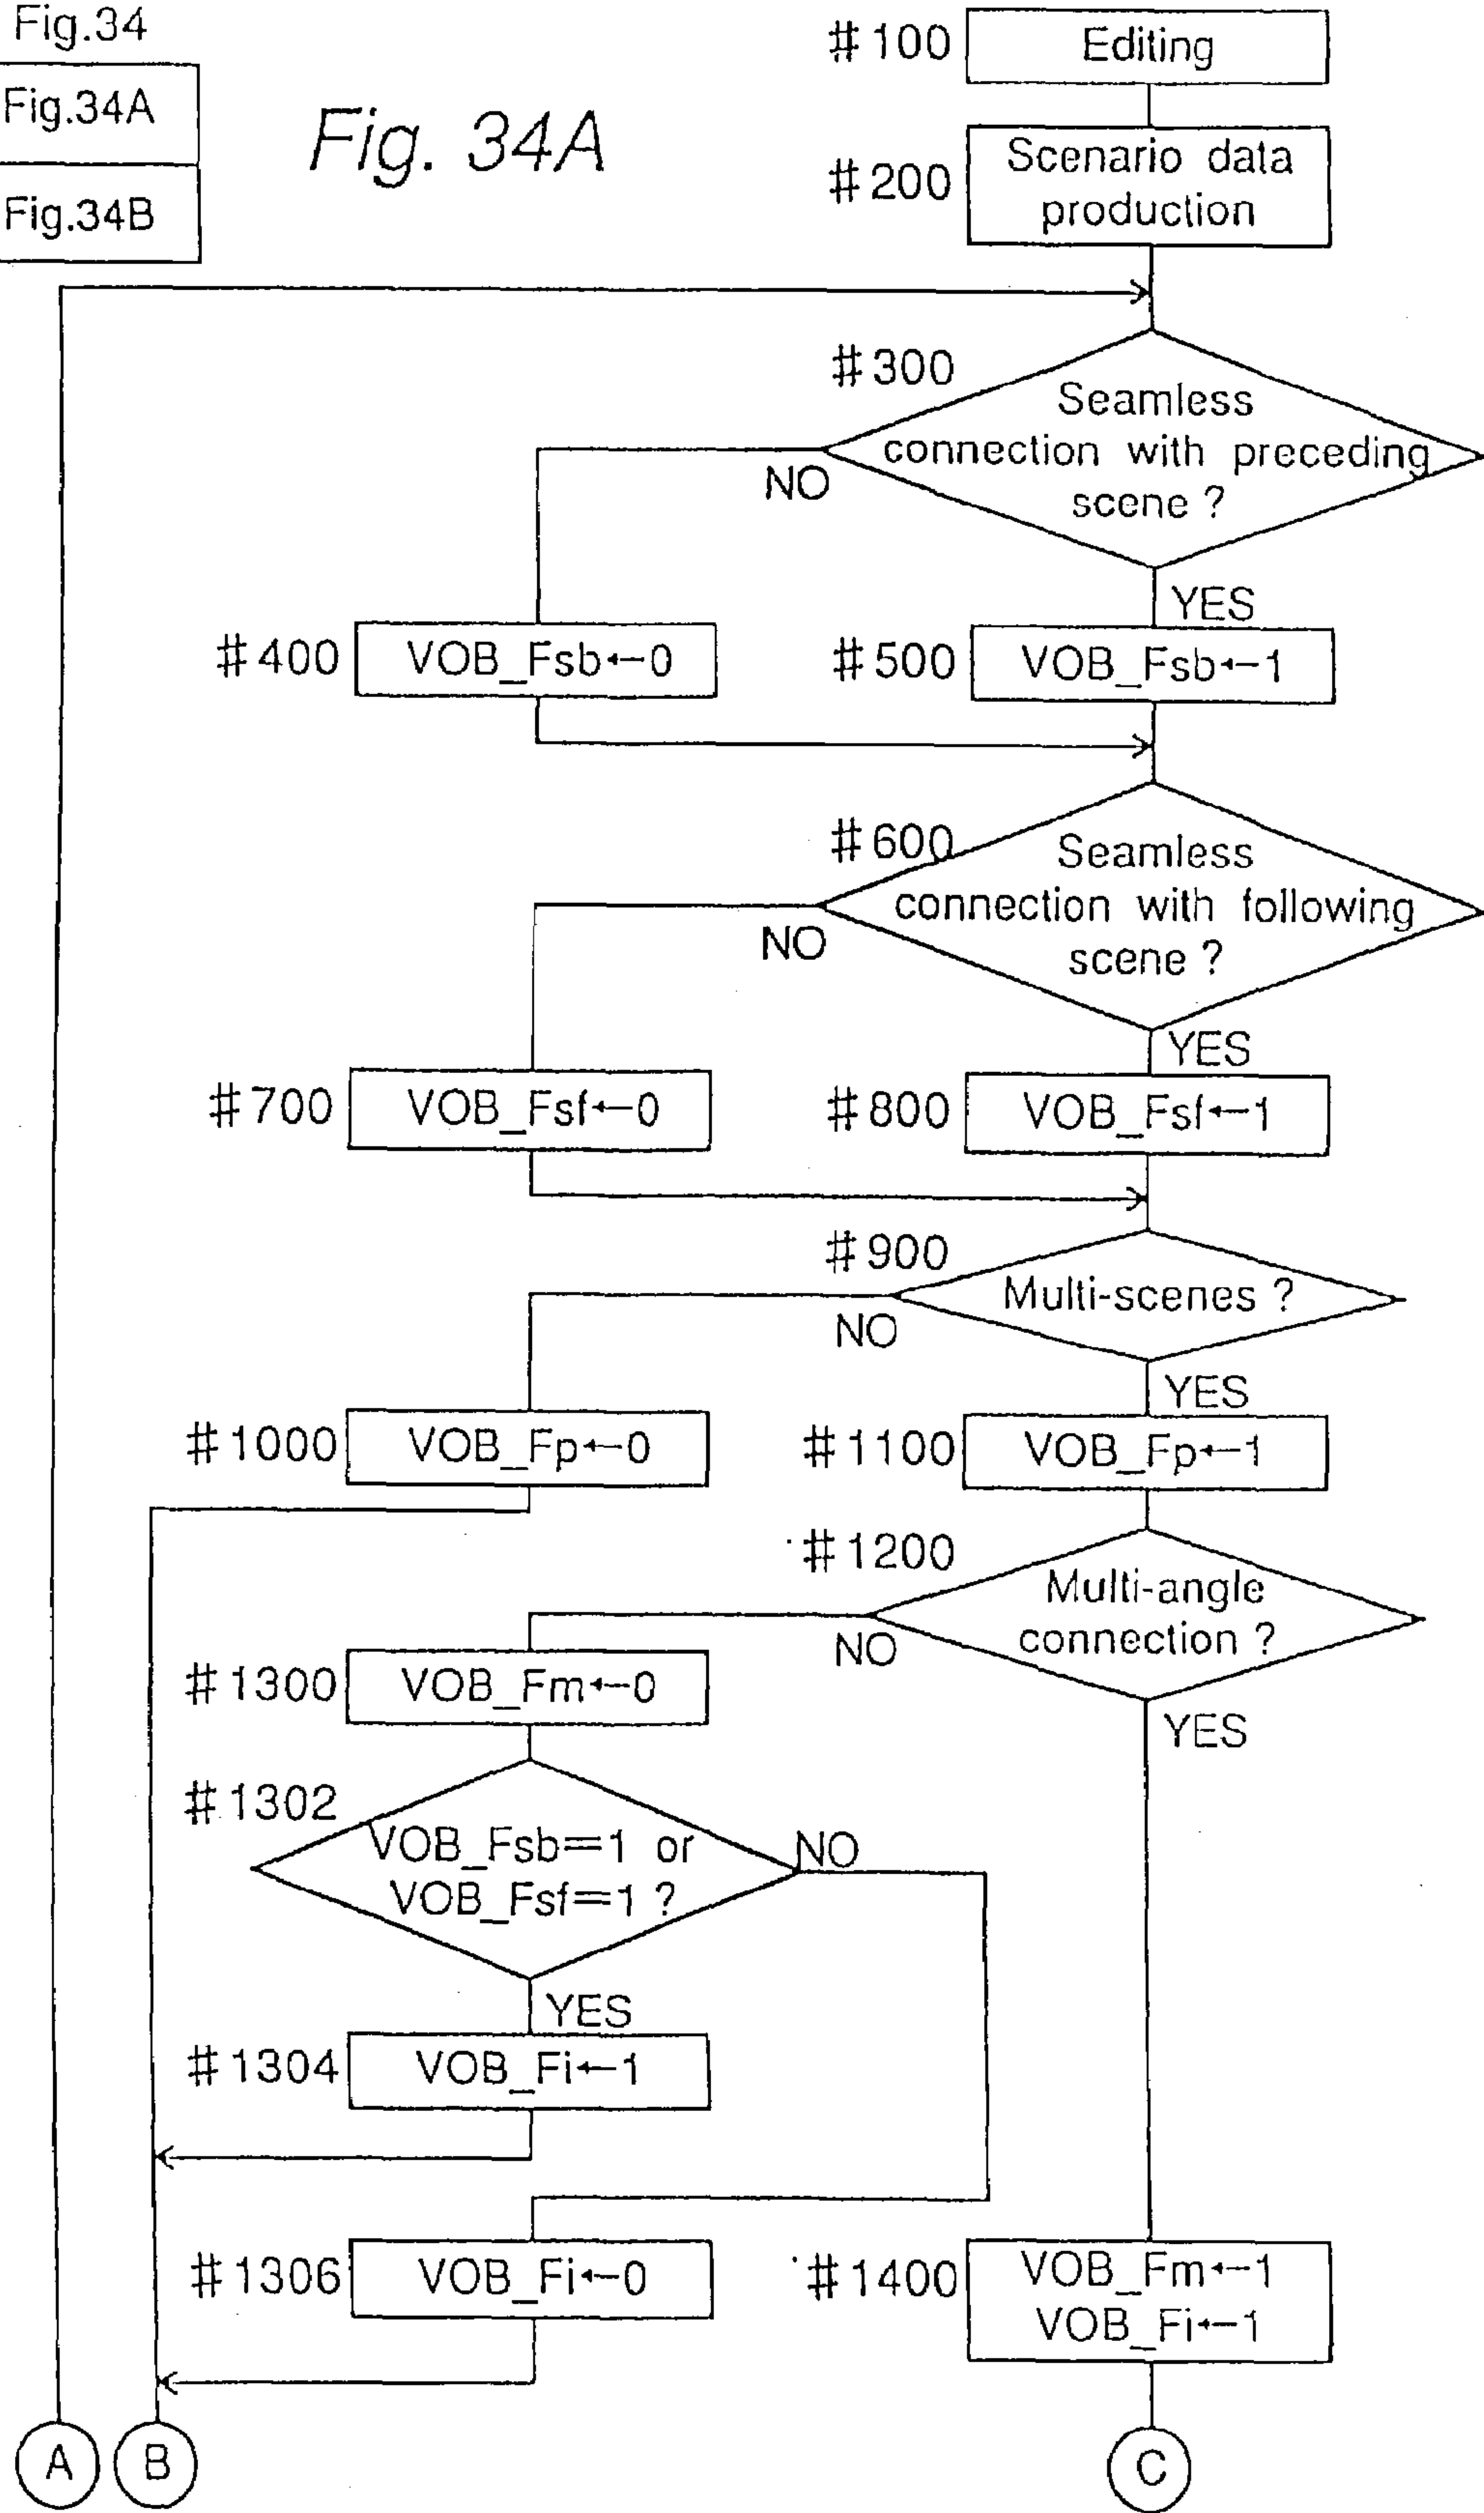 Fig.34
Fig.34A
Fig.34B
Fig. 34A
#100
Editing
#200
Scenario data
production
#300
Seamless
connection with preceding
scene ?
NO
YES
#400
VOB_Fsb←0
#500
VOB_Fsb←1
#600
Seamless
connection with following
scene ?
NO
YES
#700
VOB_Fsf←0
#800
VOB_Fsf←1
#900
Multi-scenes ?
NO
YES
#1000
VOB_Fp←0
#1100
VOB_Fp←1
#1200
Multi-angle
connection ?
NO
YES
#1300
VOB_Fm←0
#1302
VOB_Fsb=1 or
VOB_Fsf=1 ?
NO
YES
#1304
VOB_Fi←1
#1306
VOB_Fi←0
#1400
VOB_Fm←1
VOB_Fi←1
A
B
C